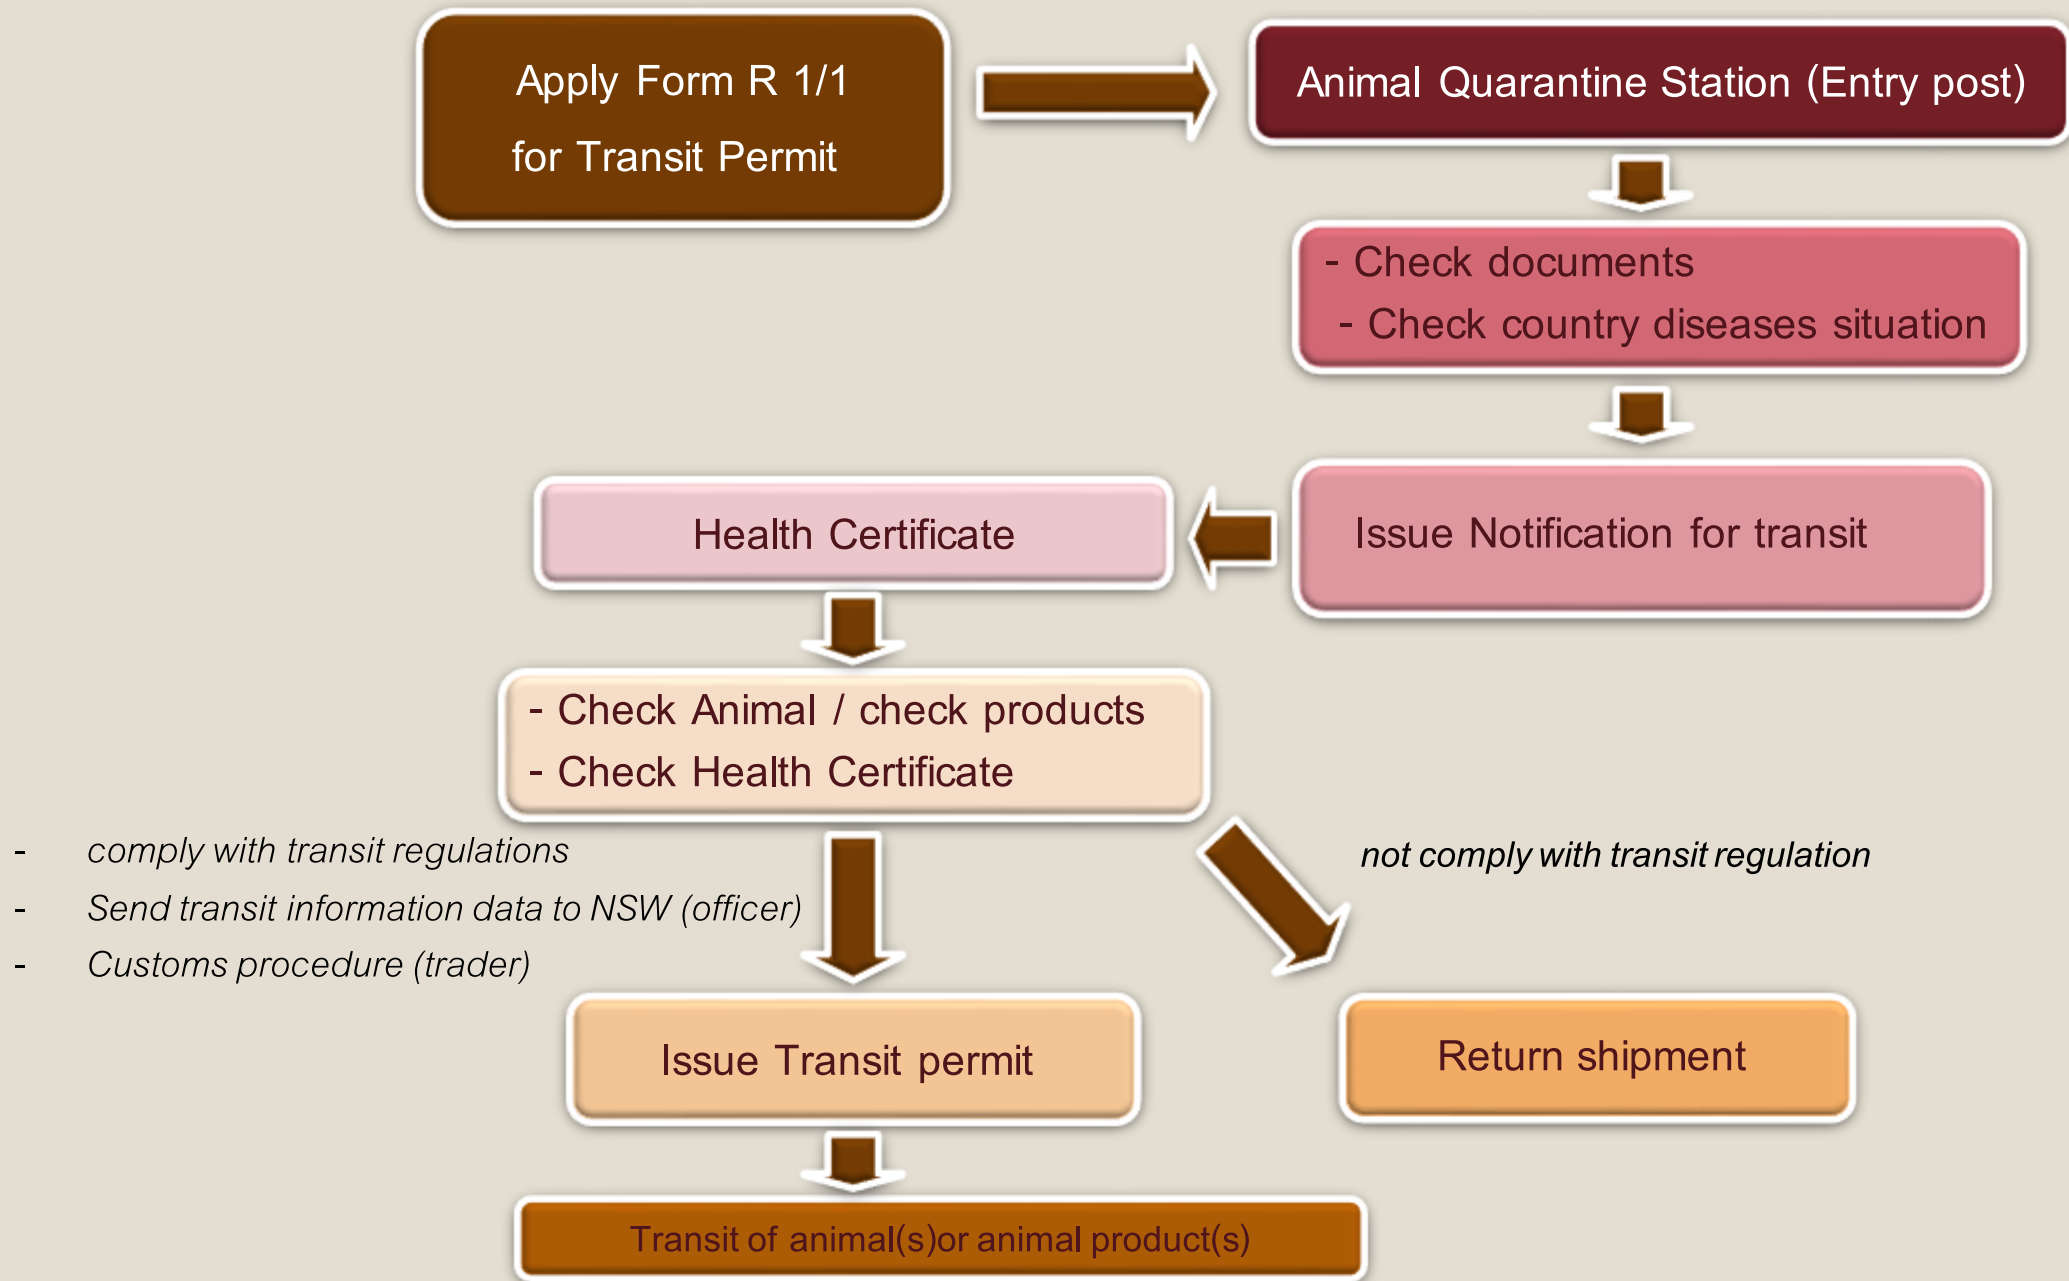 Apply Form R 1/1
for Transit Permit
Animal Quarantine Station (Entry post)
- Check documents
- Check country diseases situation
Issue Notification for transit
Health Certificate
- Check Animal / check products
- Check Health Certificate
- comply with transit regulations
- Send transit information data to NSW (officer)
- Customs procedure (trader)
not comply with transit regulation
Issue Transit permit
Return shipment
Transit of animal(s)or animal product(s)